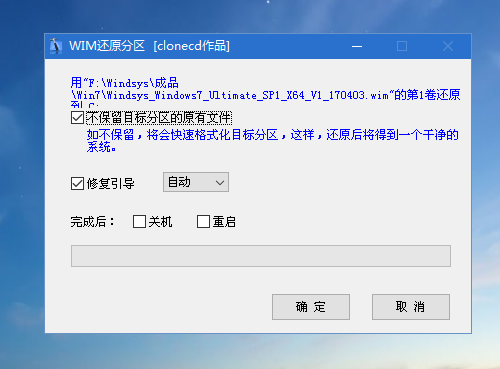 WIM还原分区 [clonecd作品]
用“F:\Windsys\成品
\Win7\Windsys_Windows7_Ultimate_SP1_X64_V1_170403.wim“的第1卷还原
到 C:
不保留目标分区的原有文件
如不保留，将会快速格式化目标分区，这样，还原后将得到一个干净的
系统。
修复引导 自动
完成后： 关机 重启
确 定 取 消